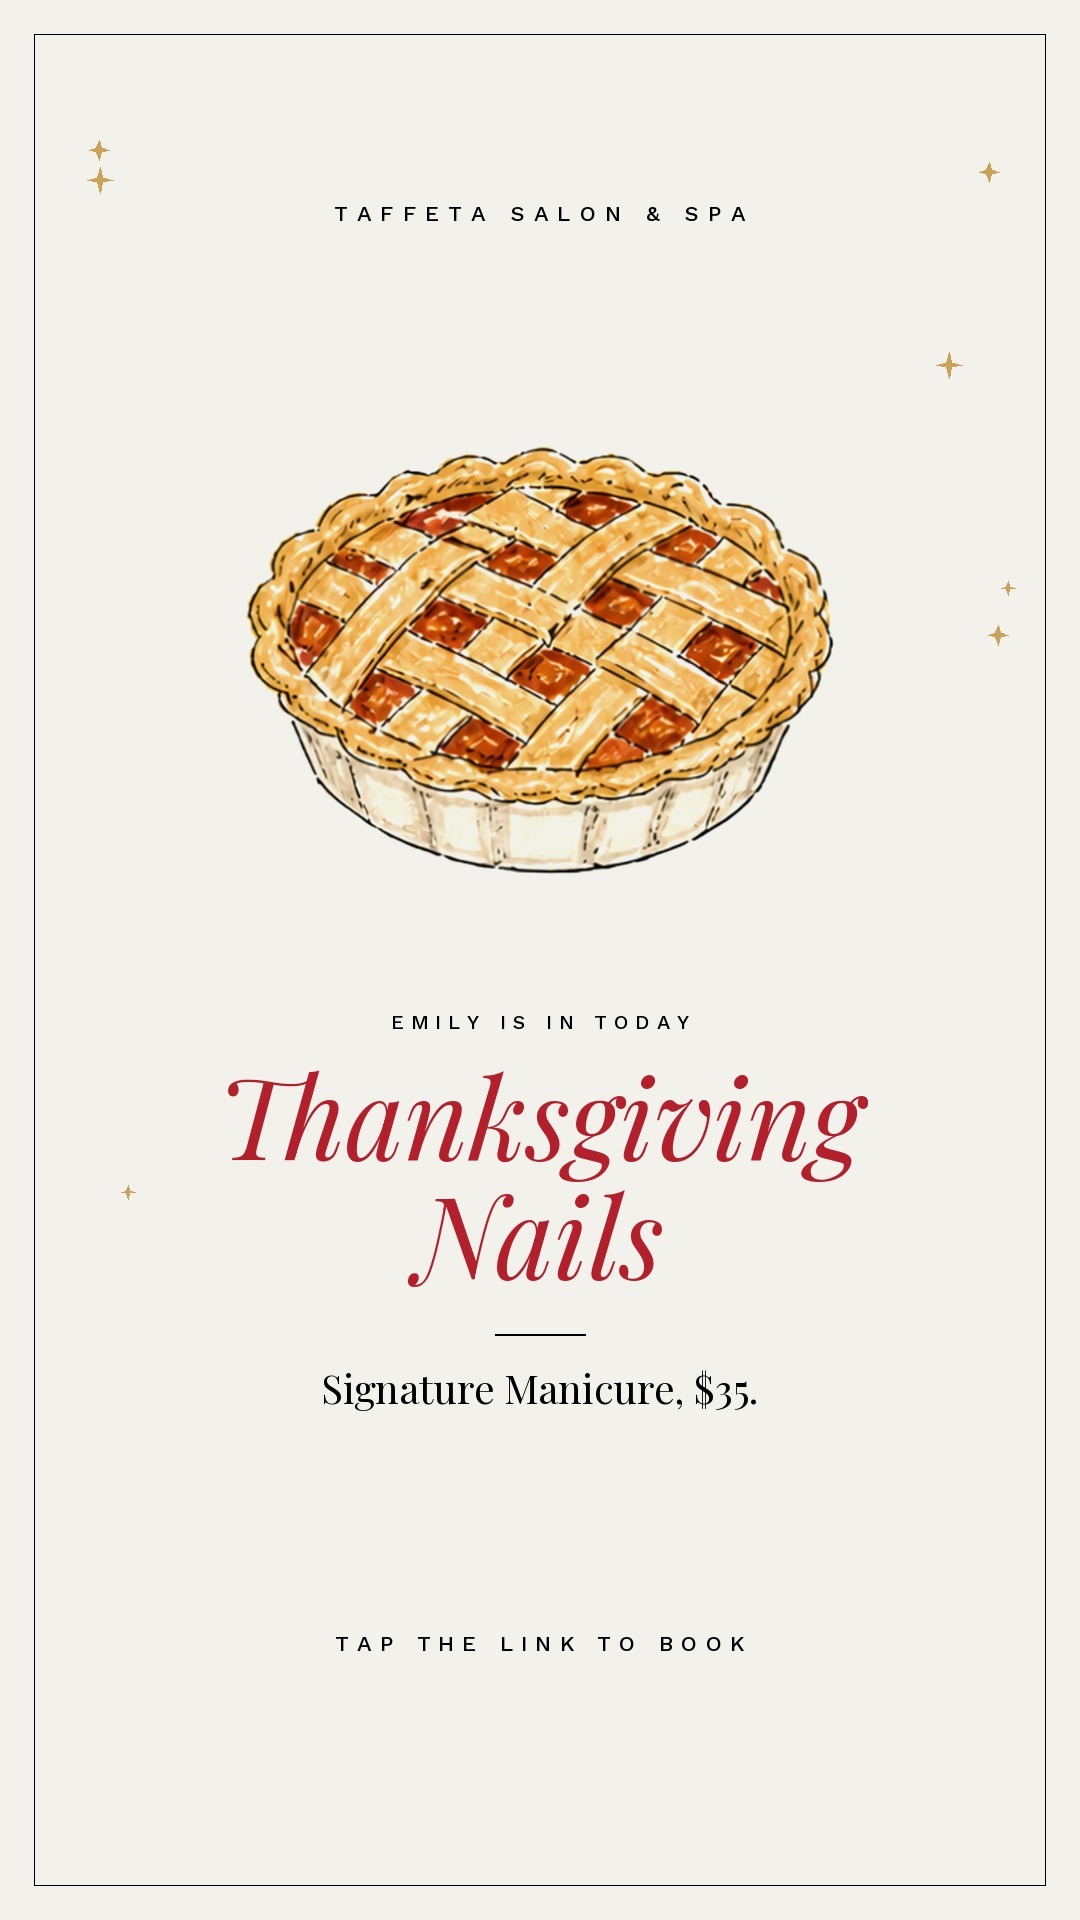 TAFFETA SALON & SPA
EMILY IS IN TODAY
Thanksgiving
Nails
Signature Manicure, $35.
TAP THE LINK TO BOOK